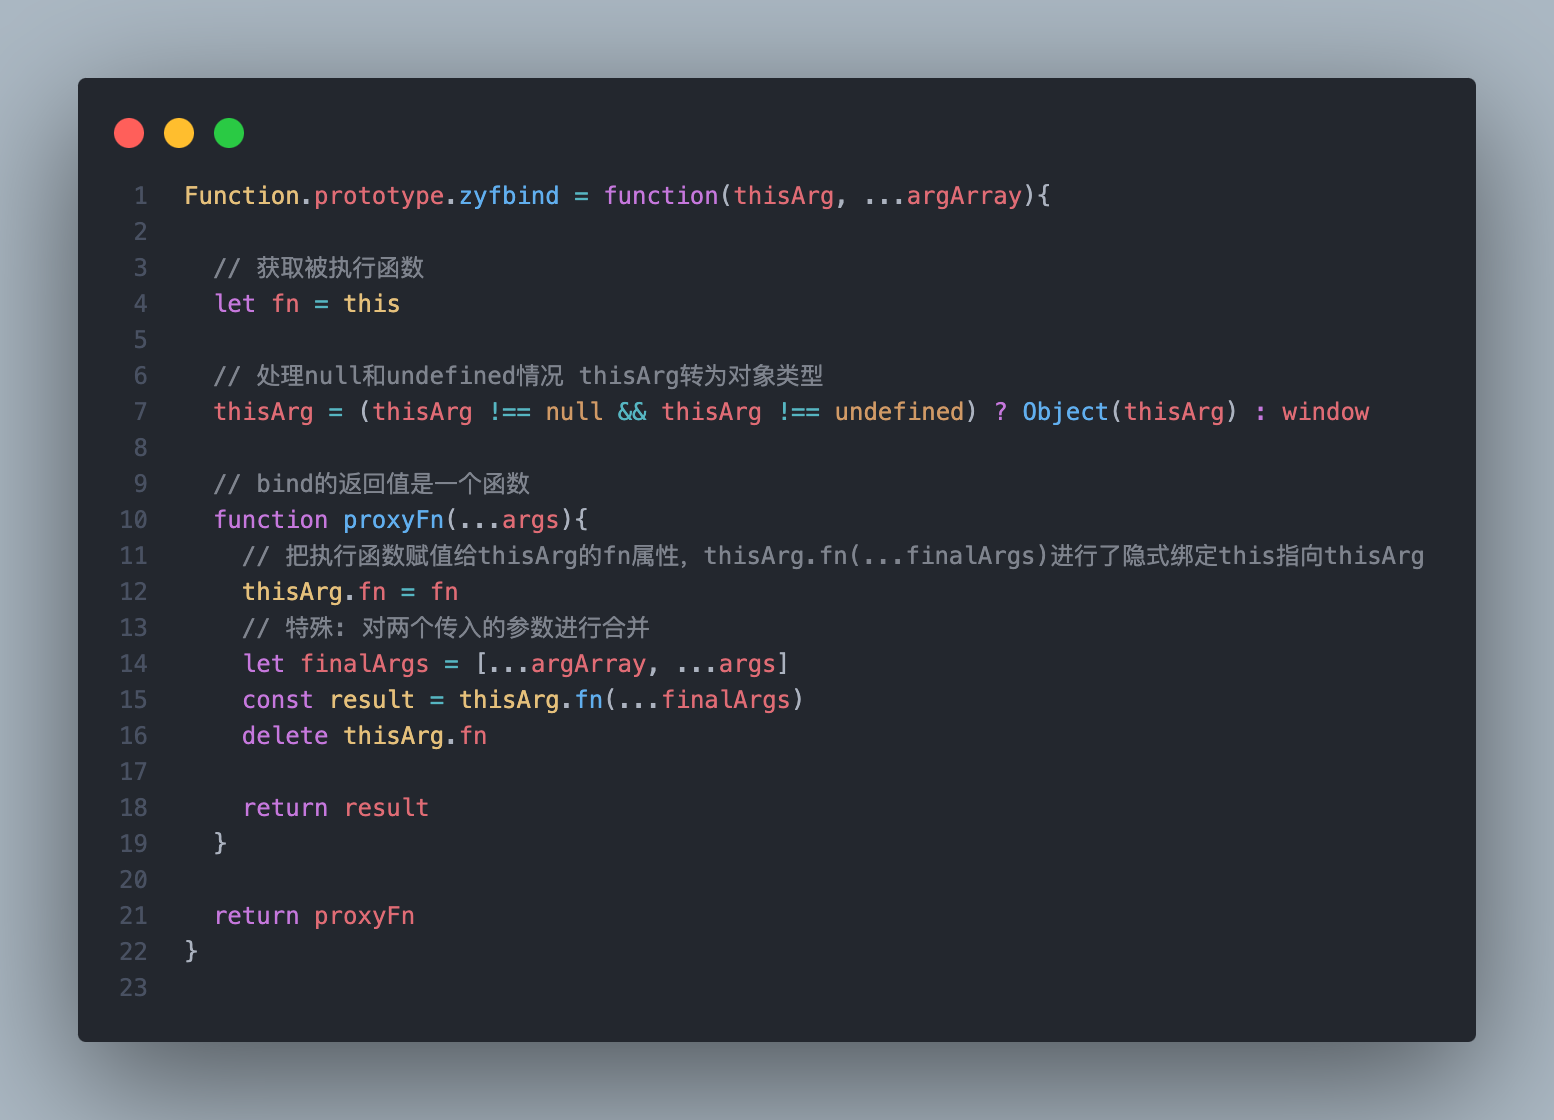 1 Function.prototype.zyfbind = function(thisArg, ...argArray){
2
3 // 获取被执行函数
4 let fn = this
5
6 // 处理null和undefined情况 thisArg转为对象类型
7 thisArg = (thisArg !== null && thisArg !== undefined) ? Object(thisArg) : window
8
9 // bind的返回值是一个函数
10 function proxyFn(...args){
11 // 把执行函数赋值给thisArg的fn属性，thisArg.fn(...finalArgs)进行了隐式绑定this指向thisArg
12 thisArg.fn = fn
13 // 特殊: 对两个传入的参数进行合并
14 let finalArgs = [...argArray, ...args]
15 const result = thisArg.fn(...finalArgs)
16 delete thisArg.fn
17
18 return result
19 }
20
21 return proxyFn
22 }
23